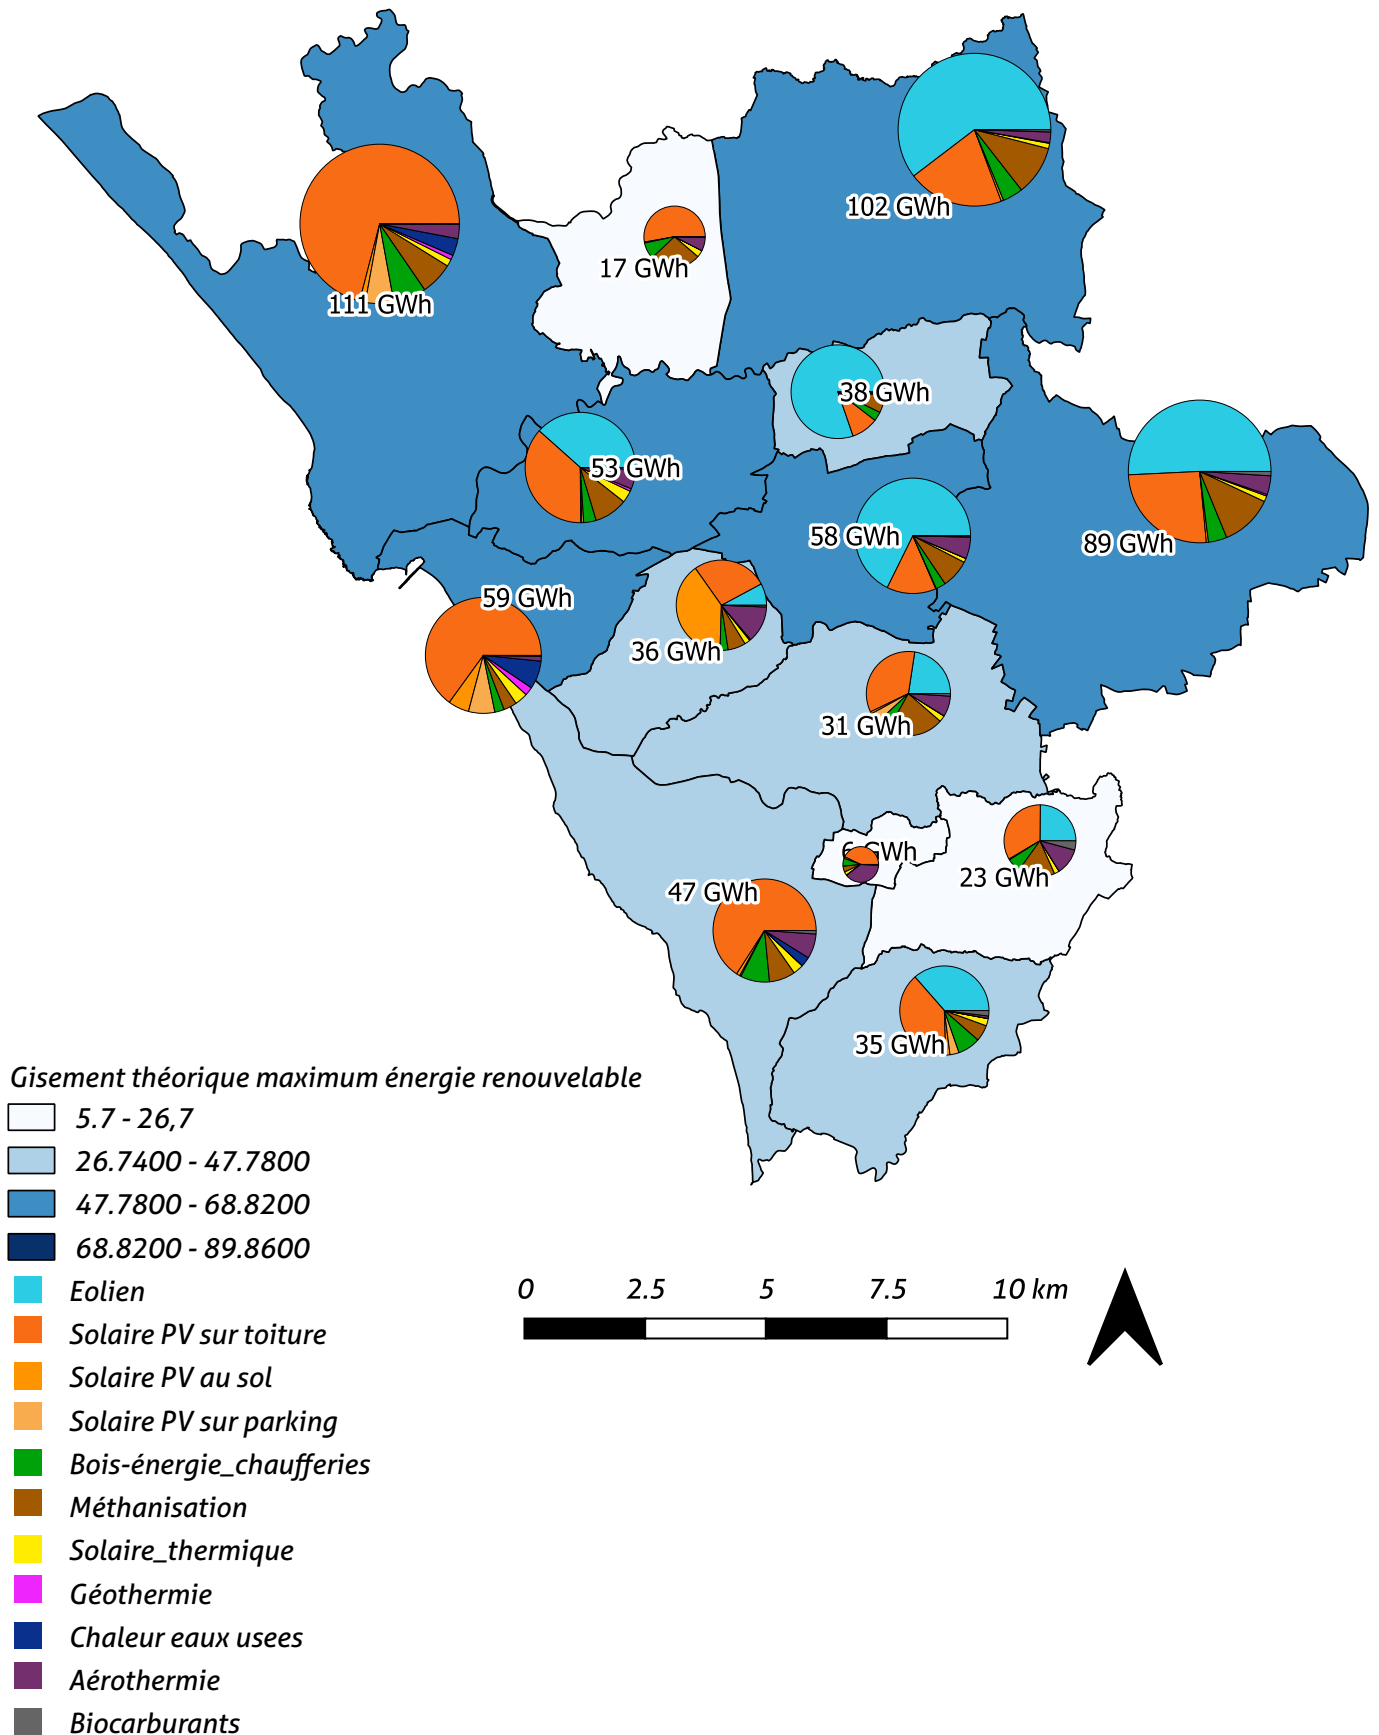 102 GWh
17 GWh
111 GWh
38 GWh
53 GWh
58 GWh
89 GWh
59 GWh
36 GWh
31 GWh
6 GWh
23 GWh
47 GWh
35 GWh
Gisement théorique maximum énergie renouvelable
5.7 - 26,7
26.7400 - 47.7800
47.7800 - 68.8200
68.8200 - 89.8600
Eolien
Solaire PV sur toiture
Solaire PV au sol
Solaire PV sur parking
Bois-énergie_chaufferies
Méthanisation
Solaire_thermique
Géothermie
Chaleur eaux usees
Aérothermie
Biocarburants
0 2.5 5 7.5 10 km